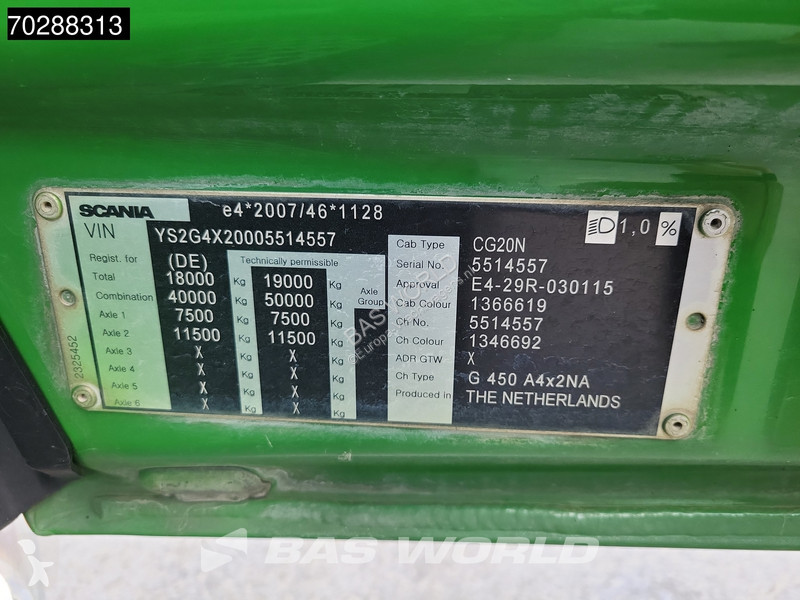 70288313
SCANIA e4*2007/46*1128
VIN YS2G4X20005514557
1,0 %
Regist. for (DE) Technically permissible
Total 18000 Kg 19000 Kg
Combination 40000 Kg 50000 Kg Axle Group
Axle 1 7500 Kg 7500 Kg
Axle 2 11500 Kg 11500 Kg
Axle 3 X Kg X Kg
Axle 4 X Kg X Kg
Axle 5 X Kg X Kg
Axle 6 X Kg X Kg
Cab Type CG20N
Serial No. 5514557
Approval E4-29R-030115
Cab Colour 1366619
Ch No. 5514557
Ch Colour 1346692
ADR GTW X
Ch Type G 450 A4x2NA
Produced in THE NETHERLANDS
2325452
BAS WORLD
BAS WORLD